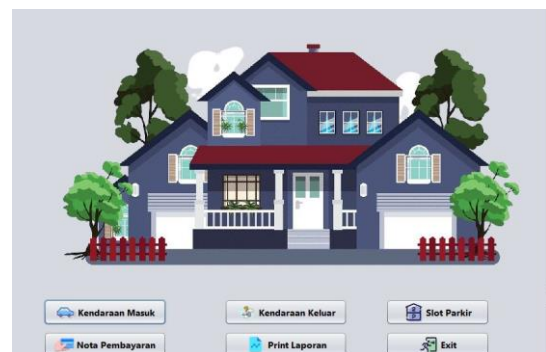 Kendaraan Masuk
Kendaraan Keluar
Slot Parkir
Nota Pembayaran
Print Laporan
Exit